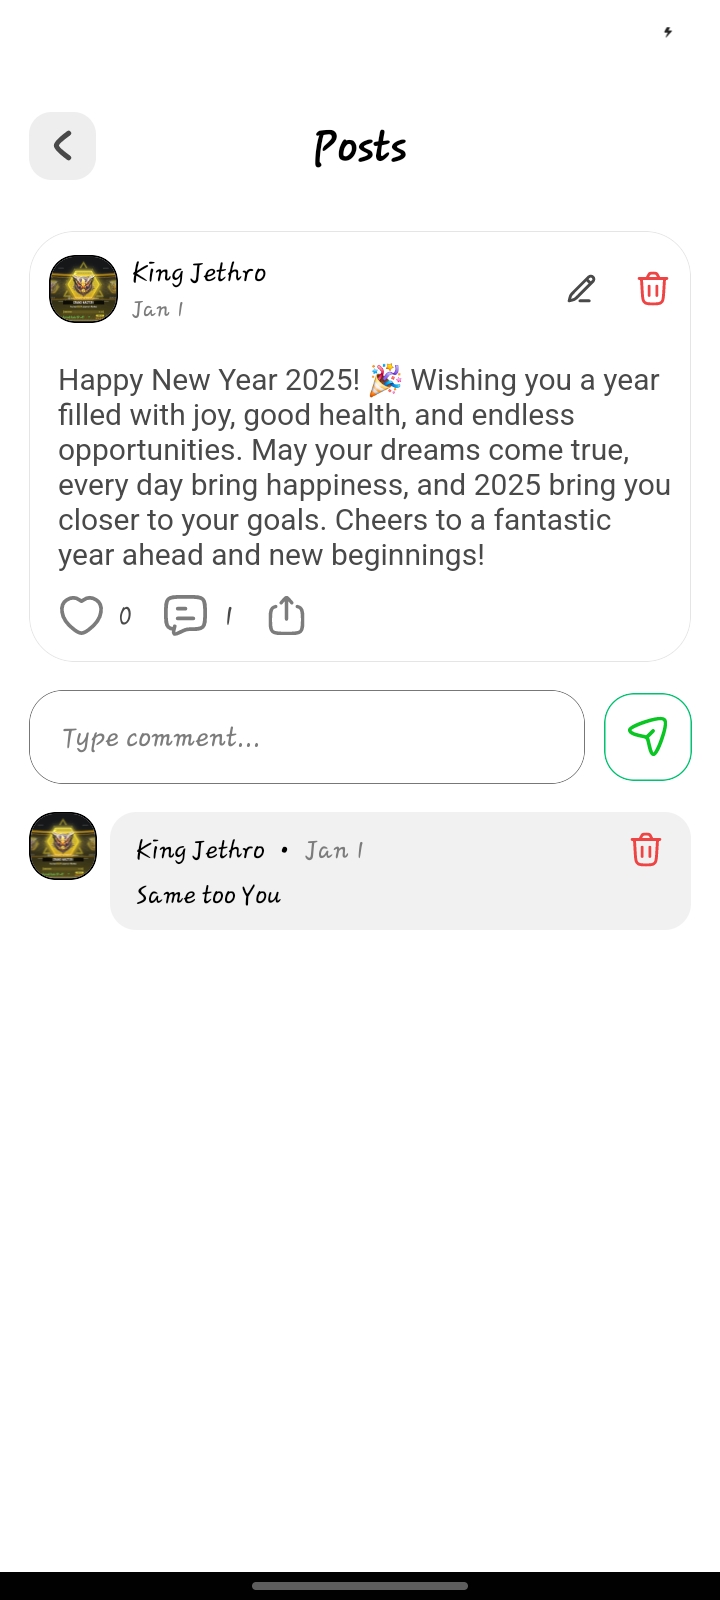 Posts
King Jethro
Jan 1
Happy New Year 2025! 🎉 Wishing you a year
filled with joy, good health, and endless
opportunities. May your dreams come true,
every day bring happiness, and 2025 bring you
closer to your goals. Cheers to a fantastic
year ahead and new beginnings!
0 1
Type comment...
King Jethro • Jan 1
Same too You